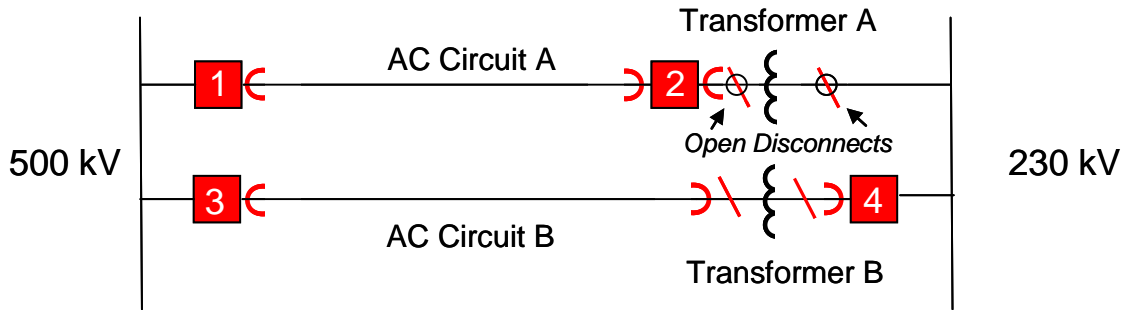 Transformer A
AC Circuit A
1
2
Open Disconnects
500 kV
230 kV
3
4
AC Circuit B
Transformer B